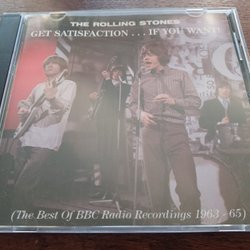 THE ROLLING STONES
GET SATISFACTION . . . IF YOU WANT!
(The Best Of BBC Radio Recordings 1963 - 65)